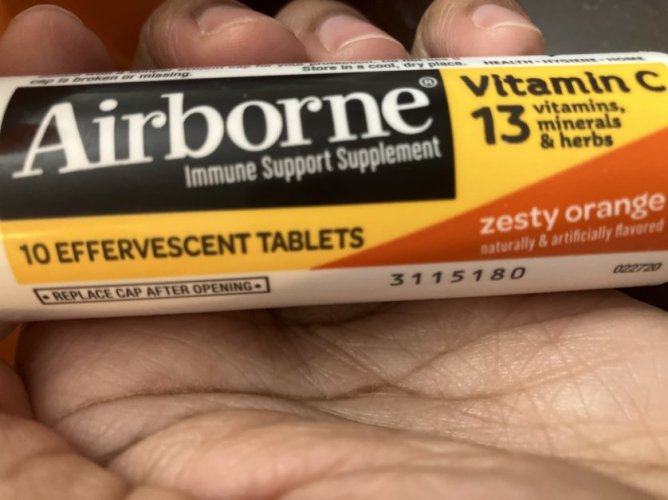 cap is broken or missing.
Store in a cool, dry place.
HEALTH · HYGIENE · HOME
Airborne®
Immune Support Supplement
Vitamin C
13 vitamins,
minerals
& herbs
zesty orange
naturally & artificially flavored
10 EFFERVESCENT TABLETS
• REPLACE CAP AFTER OPENING •
3115180
022720